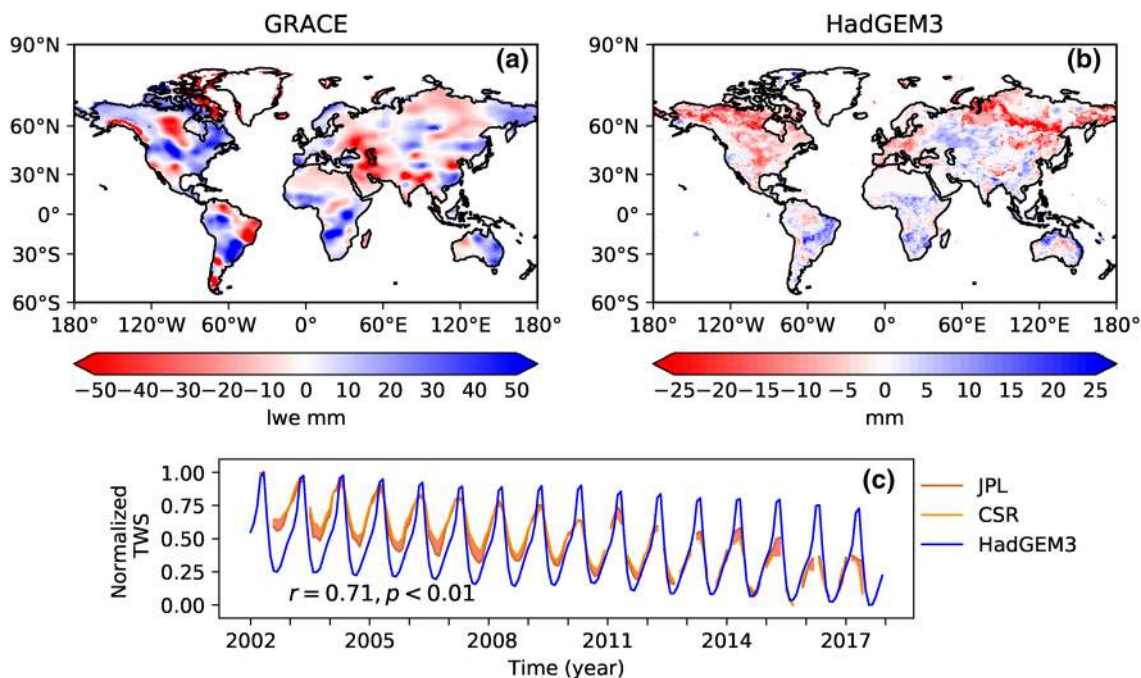 GRACE
HadGEM3
(a)
(b)
90°N
60°N
30°N
0°
30°S
60°S
180° 120°W 60°W 0° 60°E 120°E 180°
90°N
60°N
30°N
0°
30°S
60°S
180° 120°W 60°W 0° 60°E 120°E 180°
−50 −40 −30 −20 −10 0 10 20 30 40 50
lwe mm
−25 −20 −15 −10 −5 0 5 10 15 20 25
mm
(c)
Normalized
TWS
1.00
0.75
0.50
0.25
0.00
r = 0.71, p < 0.01
2002 2005 2008 2011 2014 2017
Time (year)
JPL
CSR
HadGEM3